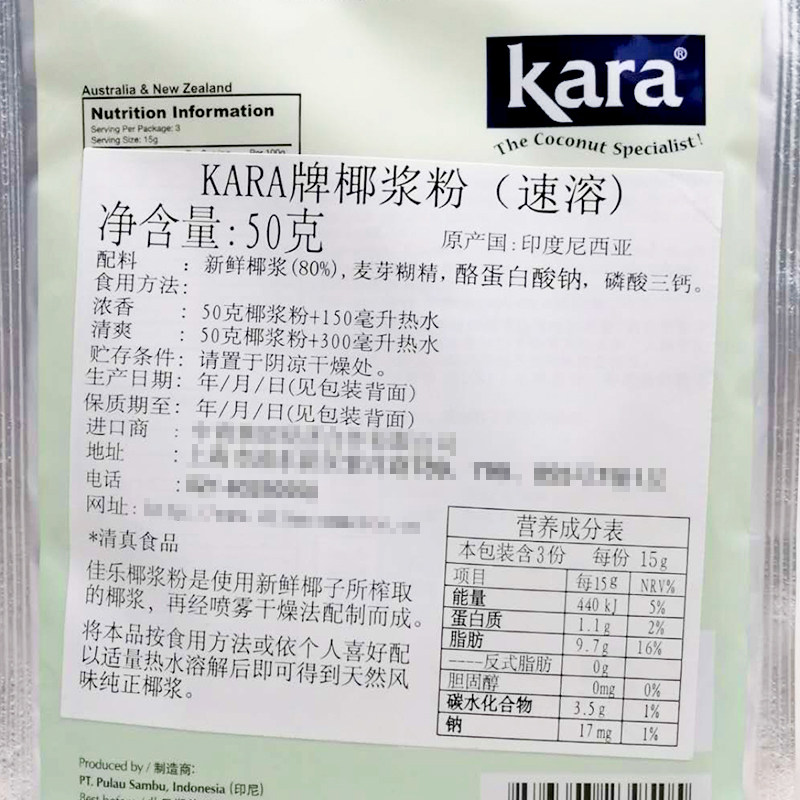 kara®
The Coconut Specialist!
Australia & New Zealand
Nutrition Information
Serving Per Package: 3
Serving Size: 15g
Per 100g
KARA牌椰浆粉（速溶）
净含量:50克 原产国:印度尼西亚
配料 : 新鲜椰浆(80%), 麦芽糊精, 酪蛋白酸钠, 磷酸三钙。
食用方法:
浓香 : 50克椰浆粉+150毫升热水
清爽 : 50克椰浆粉+300毫升热水
贮存条件: 请置于阴凉干燥处。
生产日期: 年/月/日(见包装背面)
保质期至: 年/月/日(见包装背面)
进口商 :
地址 :
电话 :
网址:
*清真食品
佳乐椰浆粉是使用新鲜椰子所榨取
的椰浆，再经喷雾干燥法配制而成。
将本品按食用方法或依个人喜好配
以适量热水溶解后即可得到天然风
味纯正椰浆。
营养成分表
本包装含3份 每份 15g
项目 每15g NRV%
能量 440 kJ 5%
蛋白质 1.1g 2%
脂肪 9.7g 16%
----反式脂肪 0g
胆固醇 0mg 0%
碳水化合物 3.5g 1%
钠 17mg 1%
Produced by / 制造商:
PT. Pulau Sambu, Indonesia (印尼)
Best before